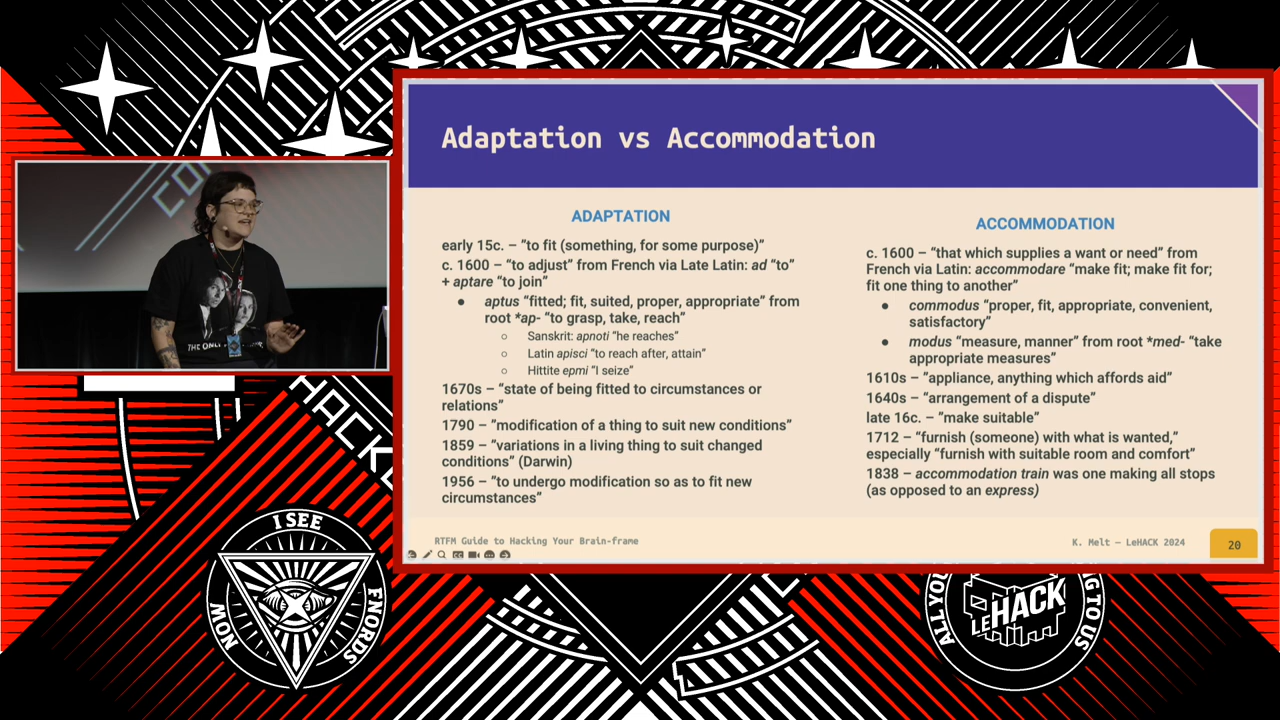 Adaptation vs Accommodation
ADAPTATION
early 15c. – "to fit (something, for some purpose)"
c. 1600 – "to adjust" from French via Late Latin: ad "to"
+ aptare "to join"
● aptus "fitted; fit, suited, proper, appropriate" from
root *ap- "to grasp, take, reach"
○ Sanskrit: apnoti "he reaches"
○ Latin apisci "to reach after, attain"
○ Hittite epmi "I seize"
1670s – "state of being fitted to circumstances or
relations"
1790 – "modification of a thing to suit new conditions"
1859 – "variations in a living thing to suit changed
conditions" (Darwin)
1956 – "to undergo modification so as to fit new
circumstances"
ACCOMMODATION
c. 1600 – "that which supplies a want or need" from
French via Latin: accommodare "make fit; make fit for;
fit one thing to another"
● commodus "proper, fit, appropriate, convenient,
satisfactory"
● modus "measure, manner" from root *med- "take
appropriate measures"
1610s – "appliance, anything which affords aid"
1640s – "arrangement of a dispute"
late 16c. – "make suitable"
1712 – "furnish (someone) with what is wanted,"
especially "furnish with suitable room and comfort"
1838 – accommodation train was one making all stops
(as opposed to an express)
RTFM Guide to Hacking Your Brain-frame
K. Melt – LeHACK 2024
20
THE ONLY
HACK
I SEE
FNORDS
NOW
ALL YO
G TO US
LEHACK